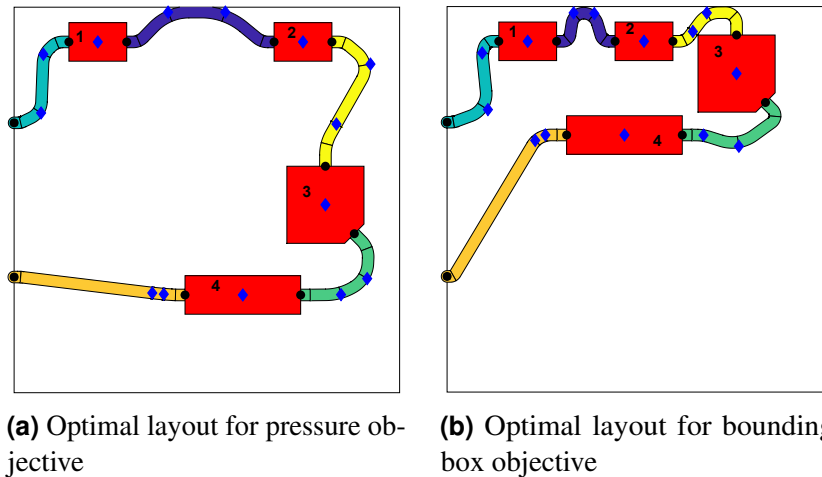 1
2
3
4
1
2
3
4
(a) Optimal layout for pressure ob-
jective
(b) Optimal layout for bounding
box objective